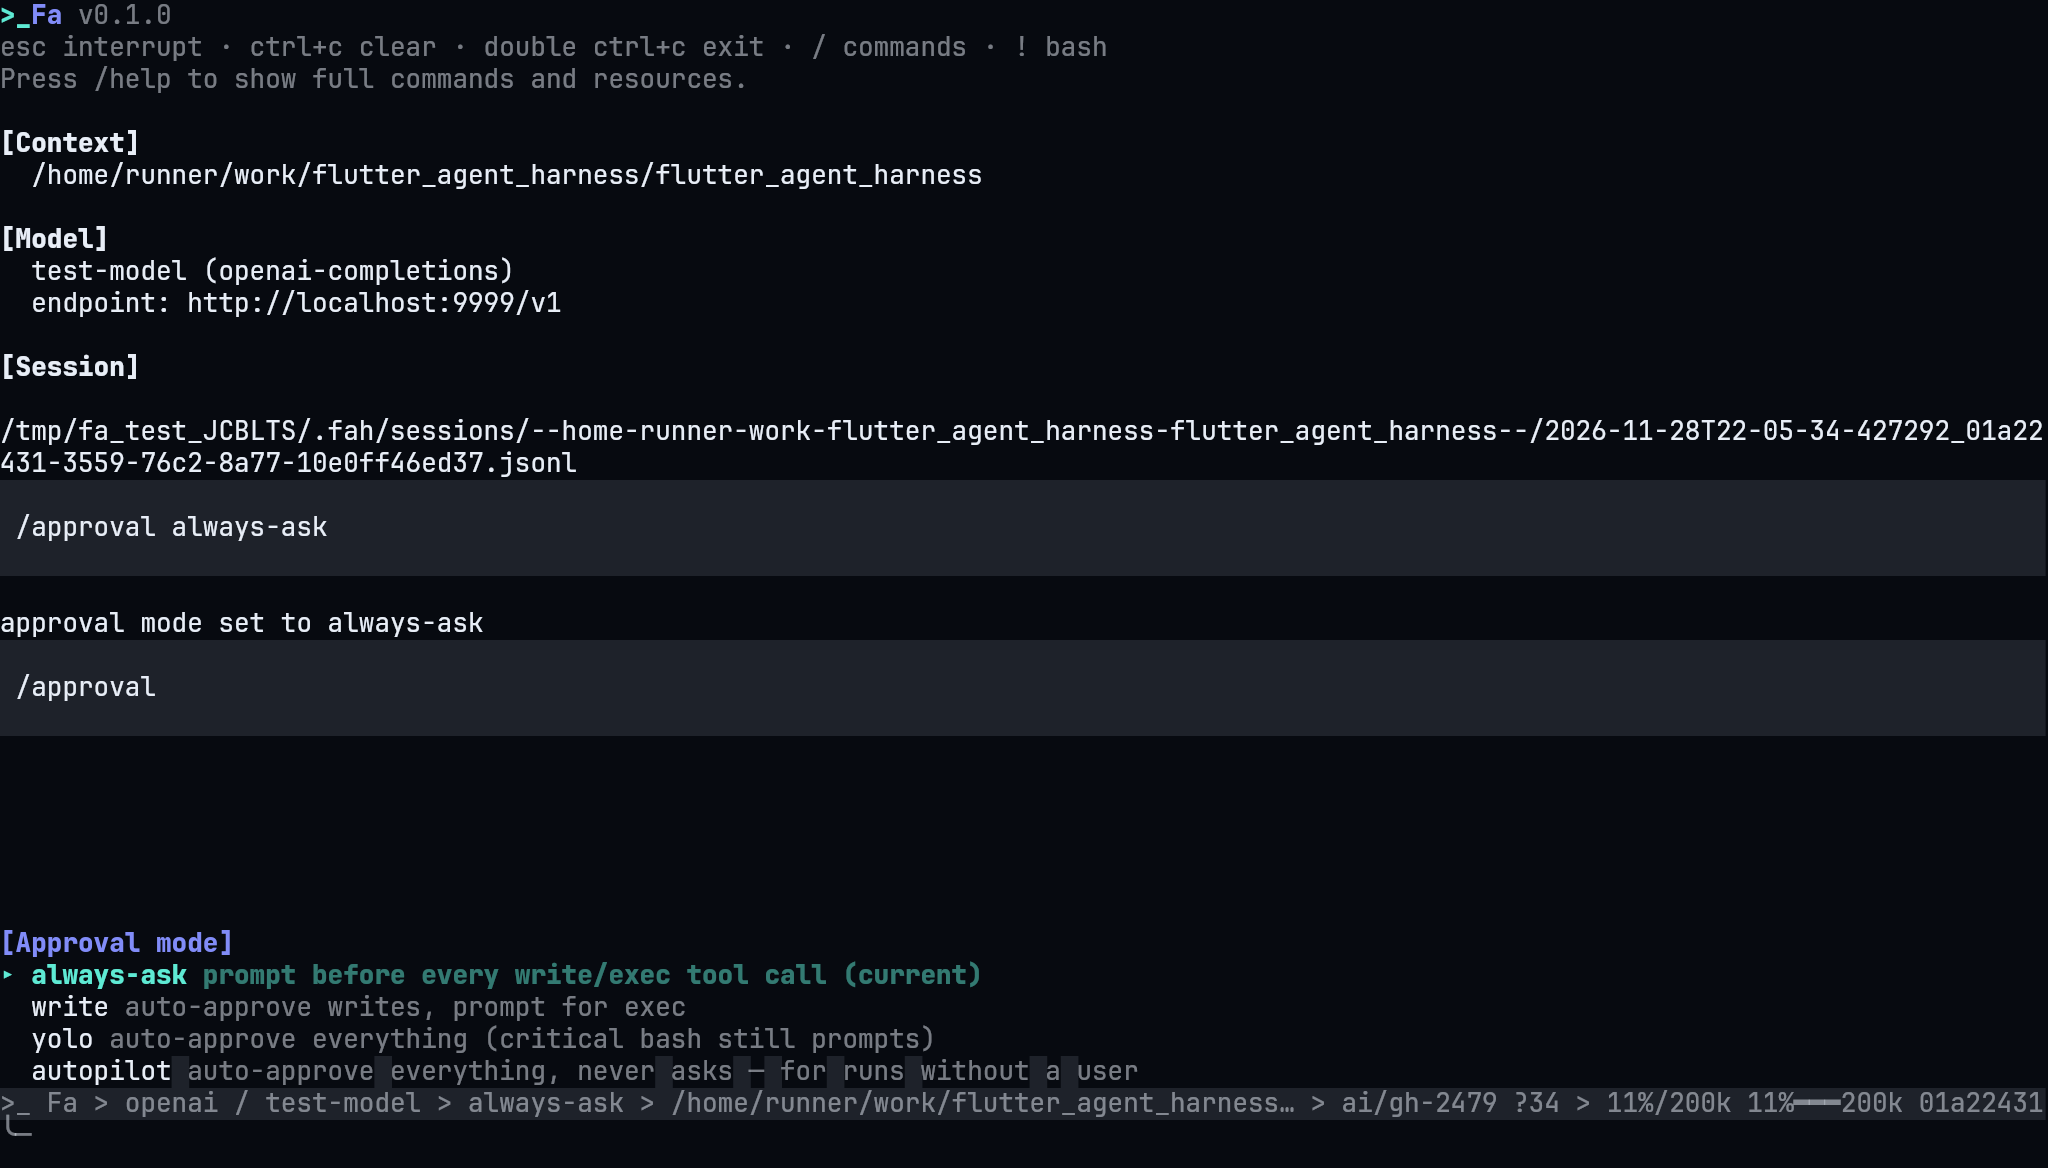 >_Fa v0.1.0
esc interrupt · ctrl+c clear · double ctrl+c exit · / commands · ! bash
Press /help to show full commands and resources.
[Context]
/home/runner/work/flutter_agent_harness/flutter_agent_harness
[Model]
test-model (openai-completions)
endpoint: http://localhost:9999/v1
[Session]
/tmp/fa_test_JCBLTS/.fah/sessions/--home-runner-work-flutter_agent_harness-flutter_agent_harness--/2026-11-28T22-05-34-427292_01a22
431-3559-76c2-8a77-10e0ff46ed37.jsonl
/approval always-ask
approval mode set to always-ask
/approval
[Approval mode]
▸ always-ask prompt before every write/exec tool call (current)
write auto-approve writes, prompt for exec
yolo auto-approve everything (critical bash still prompts)
autopilot auto-approve everything, never asks — for runs without a user
>_ Fa > openai / test-model > always-ask > /home/runner/work/flutter_agent_harness… > ai/gh-2479 ?34 > 11%/200k 11%━━━200k 01a22431
╰─